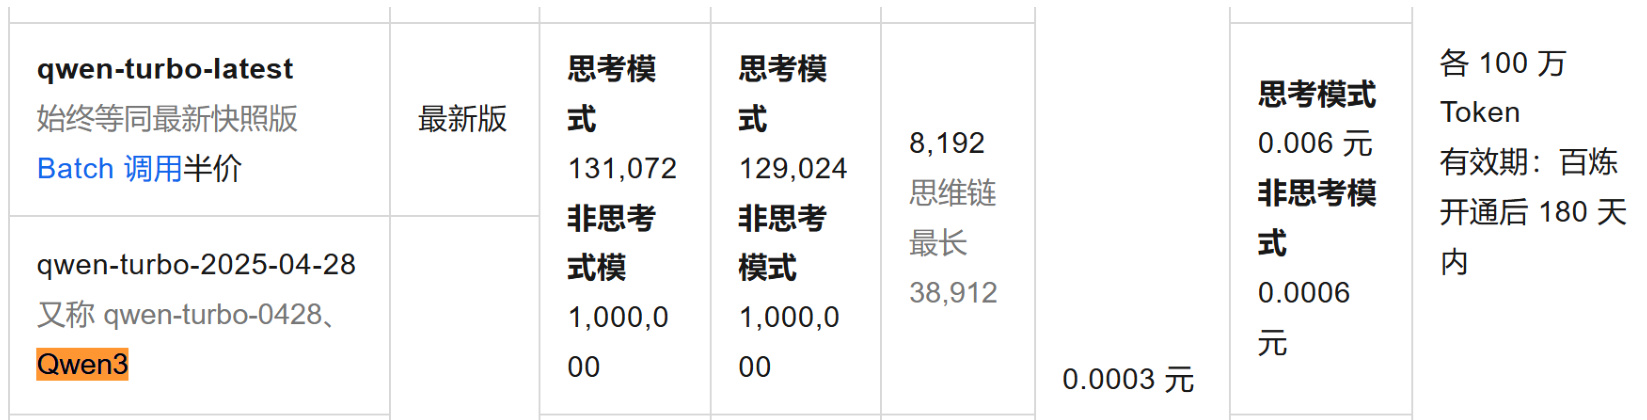 qwen-turbo-latest
始终等同最新快照版
Batch 调用半价
最新版
qwen-turbo-2025-04-28
又称 qwen-turbo-0428、
Qwen3
思考模
式
131,072
非思考
式模
1,000,0
00
思考模
式
129,024
非思考
模式
1,000,0
00
8,192
思维链
最长
38,912
0.0003 元
思考模式
0.006 元
非思考模
式
0.0006
元
各 100 万
Token
有效期：百炼
开通后 180 天
内